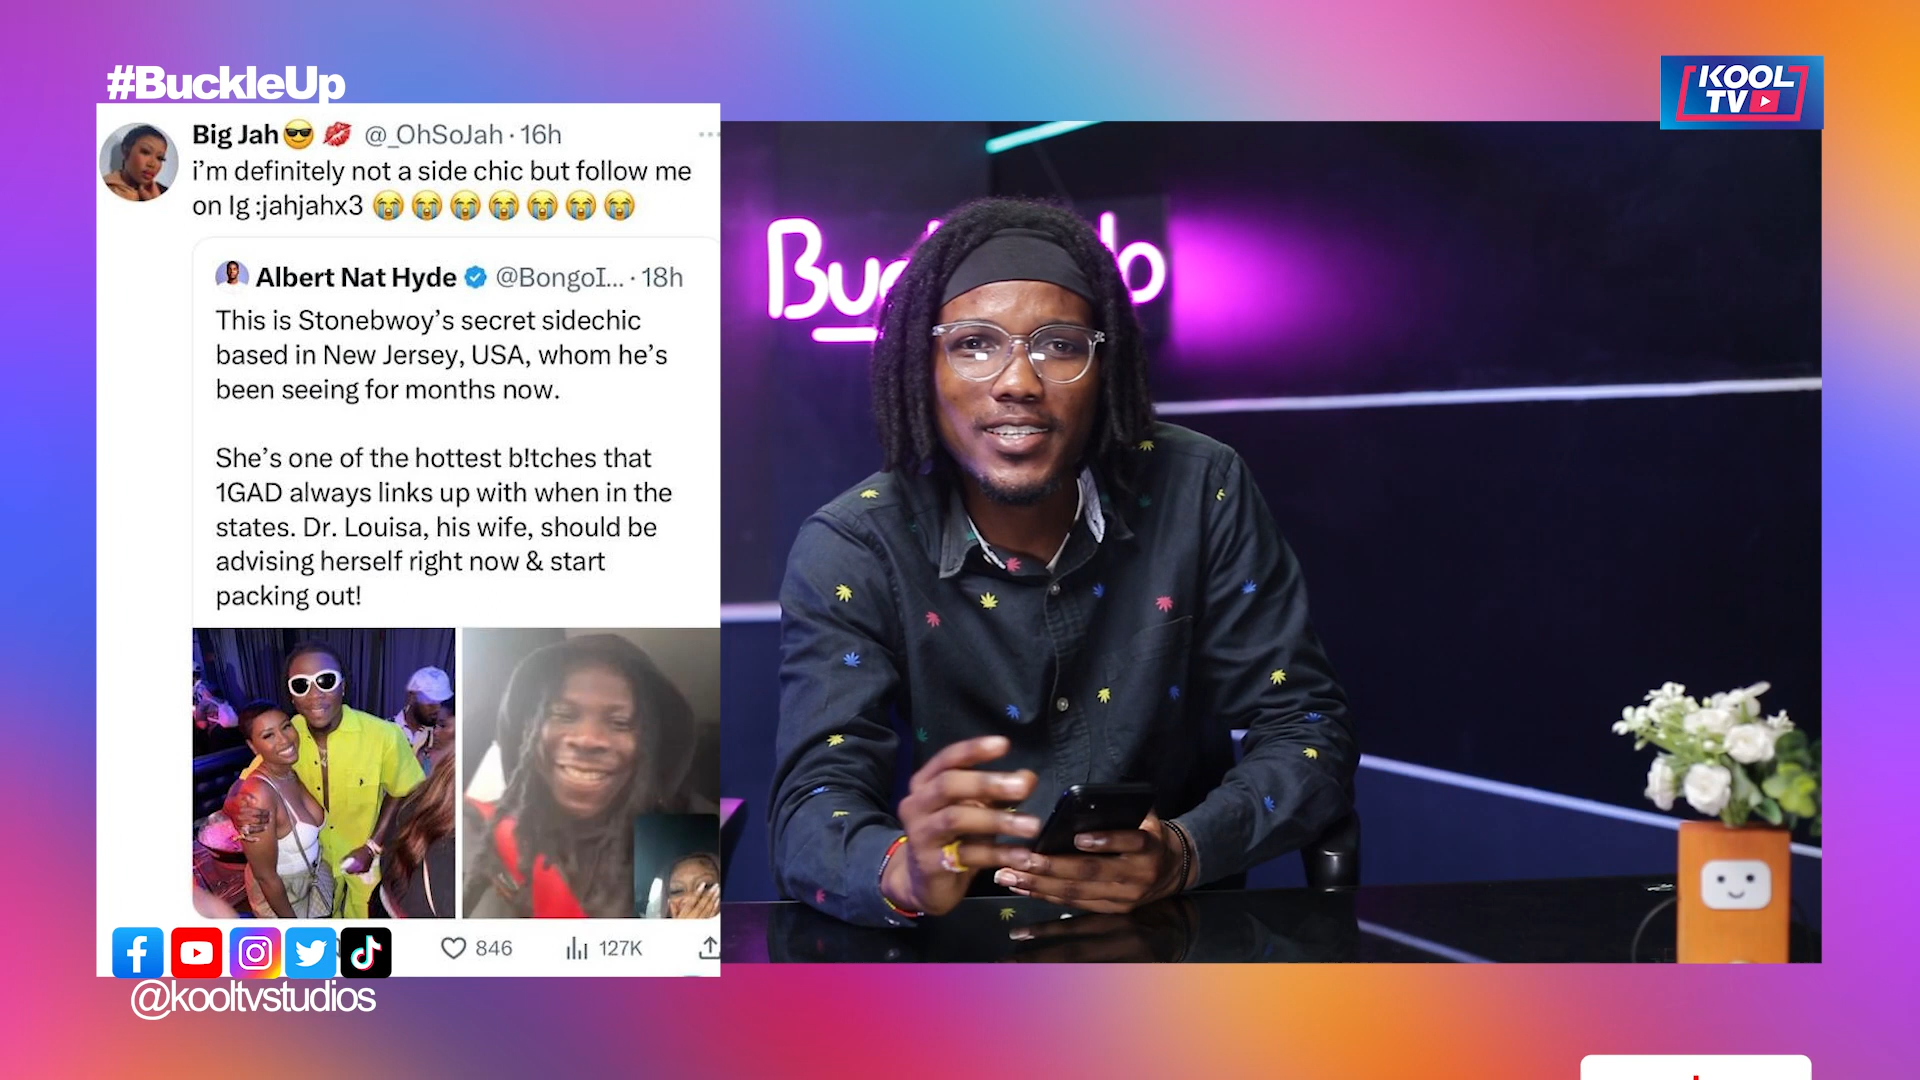 #BuckleUp
KOOL
TV
Big Jah😎 💋 @_OhSoJah · 16h
i'm definitely not a side chic but follow me
on Ig :jahjahx3 😭😭😭😭😭😭😭
Albert Nat Hyde @BongoI... · 18h
This is Stonebwoy's secret sidechic
based in New Jersey, USA, whom he's
been seeing for months now.
She's one of the hottest b!tches that
1GAD always links up with when in the
states. Dr. Louisa, his wife, should be
advising herself right now & start
packing out!
846 127K
@kooltvstudios